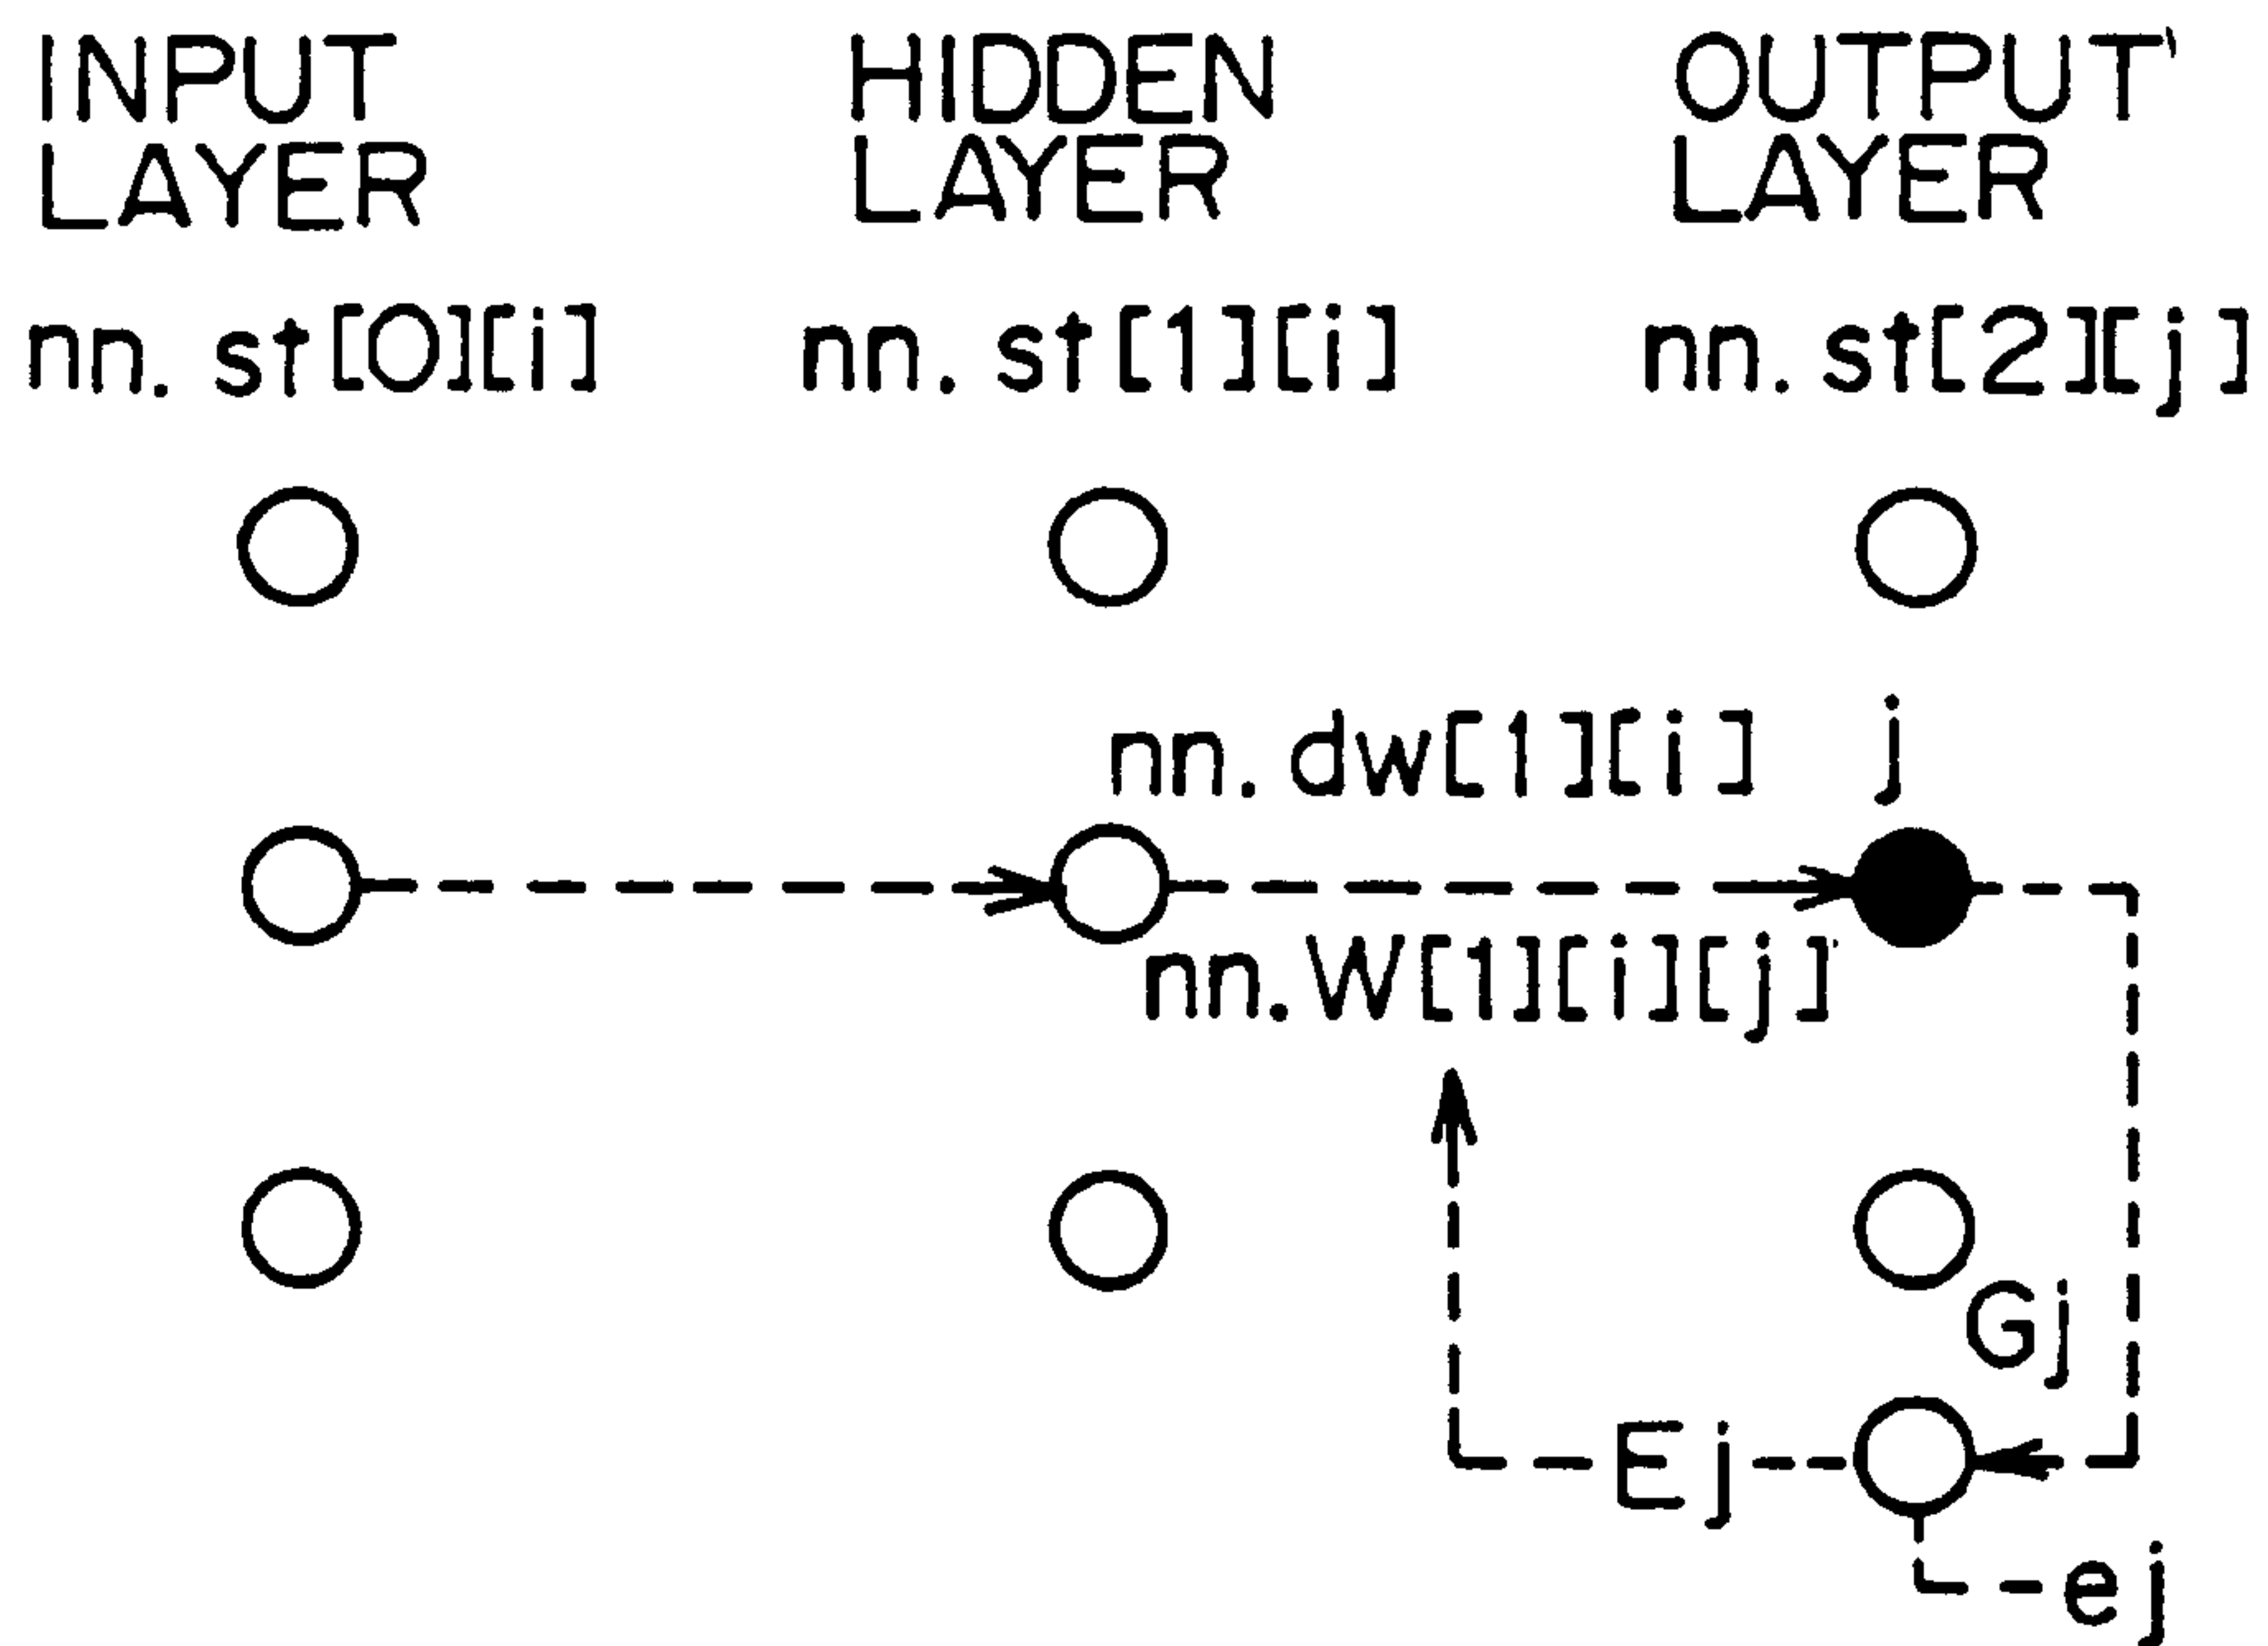 INPUT LAYER
HIDDEN LAYER
OUTPUT LAYER
nn. st[0][i]
nn. st[1][i]
nn. st[2][j]
nn. dw[1][i]
j
nn. W[1][i][j]
Gj
Ej
ej